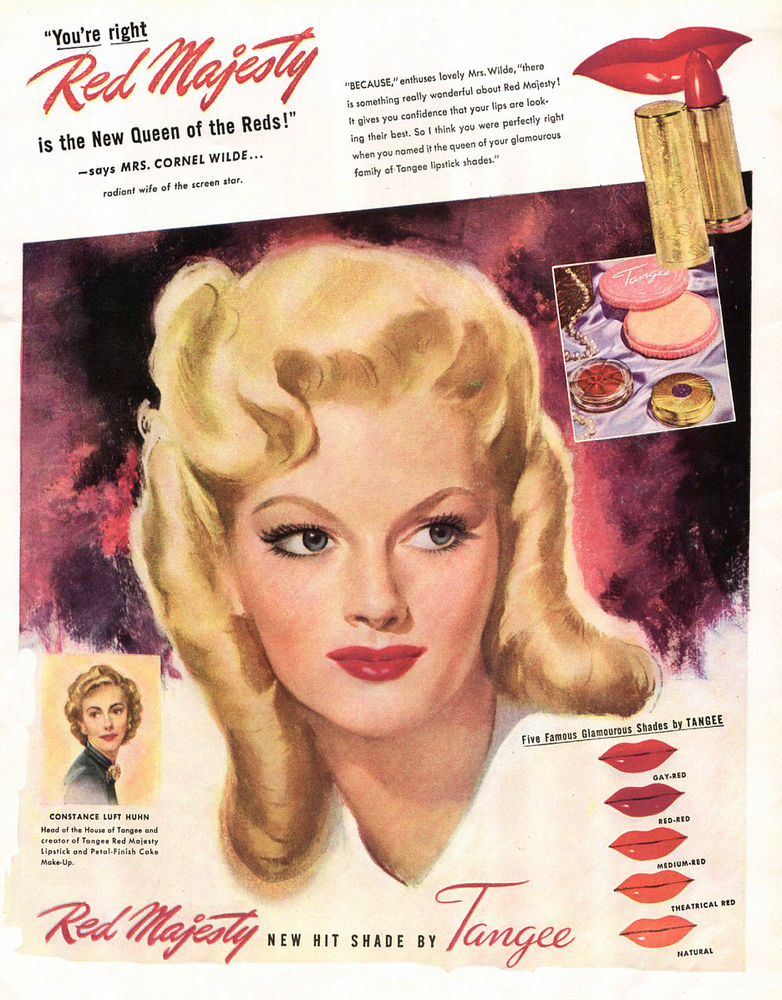 "You're right
Red Majesty
is the New Queen of the Reds!"
—says MRS. CORNEL WILDE...
radiant wife of the screen star.
"BECAUSE," enthuses lovely Mrs. Wilde, "there
is something really wonderful about Red Majesty!
It gives you confidence that your lips are look-
ing their best. So I think you were perfectly right
when you named it the queen of your glamourous
family of Tangee lipstick shades."
Tangee
CONSTANCE LUFT HUHN
Head of the House of Tangee and
creator of Tangee Red Majesty
Lipstick and Petal-Finish Cake
Make-Up.
Five Famous Glamourous Shades by TANGEE
GAY-RED
RED-RED
MEDIUM-RED
THEATRICAL RED
NATURAL
Red Majesty NEW HIT SHADE BY Tangee